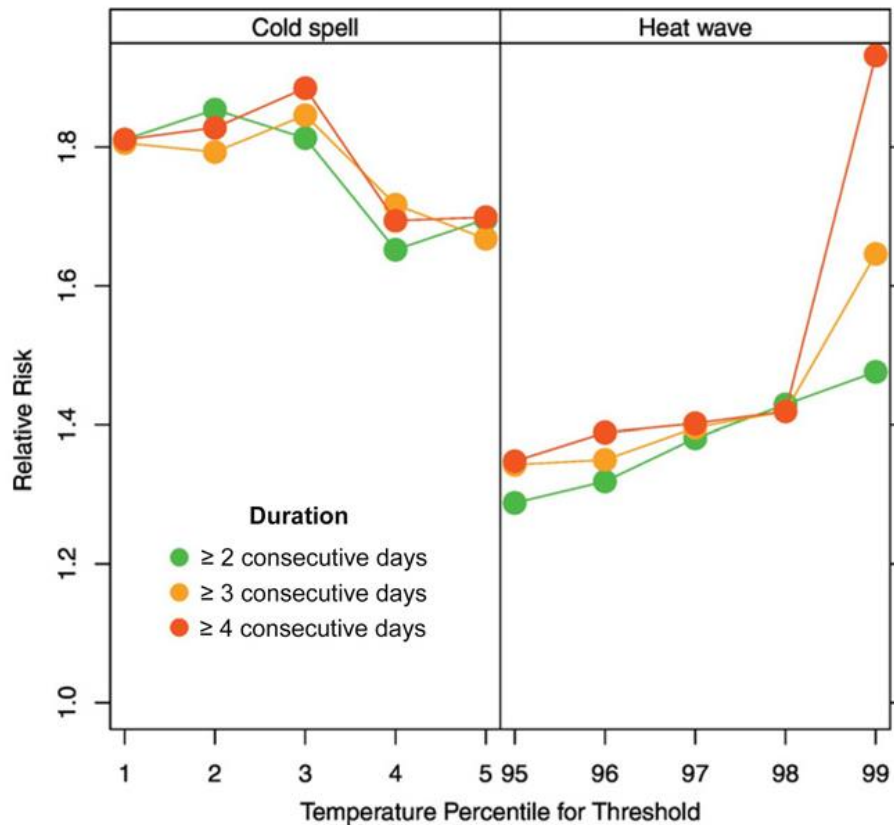 Cold spell
Heat wave
1.8
1.6
1.4
1.2
1.0
Relative Risk
Duration
≥ 2 consecutive days
≥ 3 consecutive days
≥ 4 consecutive days
1 2 3 4 5 95 96 97 98 99
Temperature Percentile for Threshold